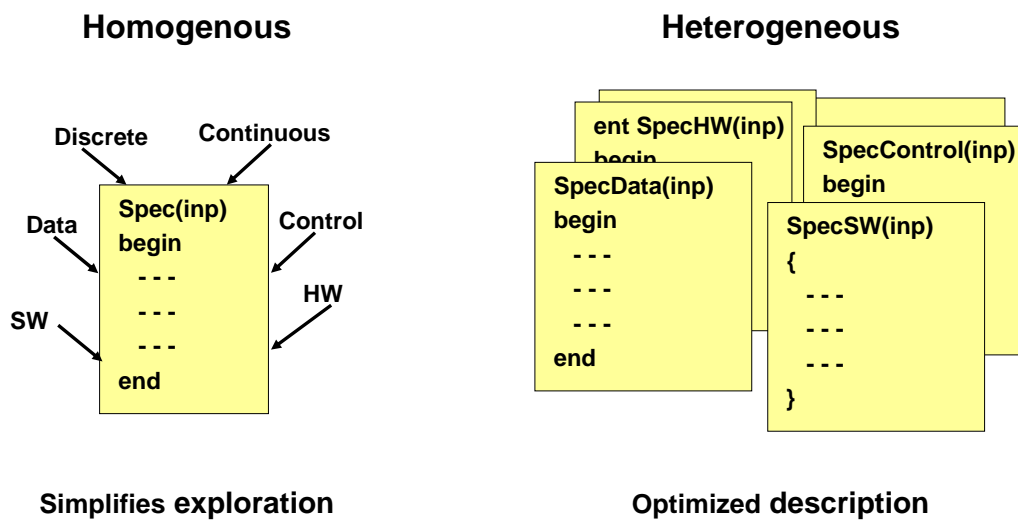 Homogenous
Heterogeneous
Discrete
Continuous
Data
Control
SW
HW
Spec(inp)
begin
- - -
- - -
- - -
end
ent SpecHW(inp)
begin
SpecControl(inp)
begin
SpecData(inp)
begin
- - -
- - -
- - -
end
SpecSW(inp)
{
- - -
- - -
- - -
}
Simplifies exploration
Optimized description